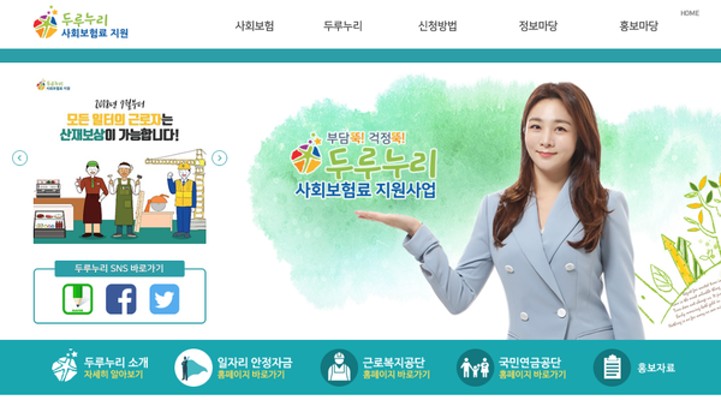 두루누리
사회보험료 지원
HOME
사회보험
두루누리
신청방법
정보마당
홍보마당
두루누리
사회보험료 지원
2018년 7월부터
모든 일터의 근로자는
산재보상이 가능합니다!
부담뚝! 걱정뚝!
두루누리
사회보험료 지원사업
두루누리 SNS 바로가기
두루누리 소개
자세히 알아보기
일자리 안정자금
홈페이지 바로가기
근로복지공단
홈페이지 바로가기
국민연금공단
홈페이지 바로가기
홍보자료